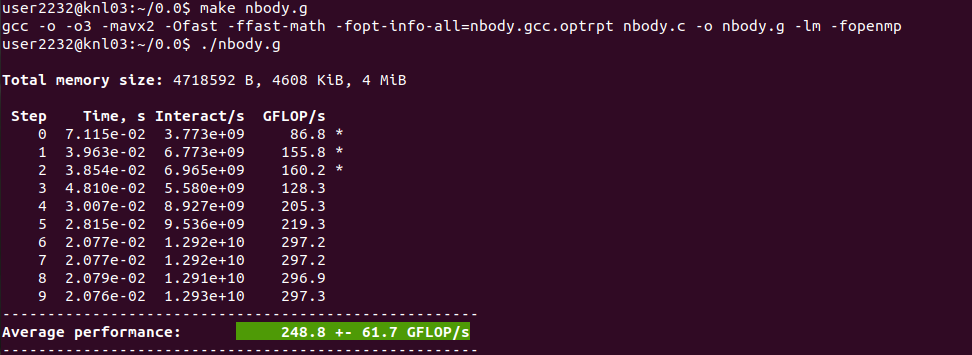 user2232@knl03:~/0.0$ make nbody.g
gcc -o -o3 -mavx2 -Ofast -ffast-math -fopt-info-all=nbody.gcc.optrpt nbody.c -o nbody.g -lm -fopenmp
user2232@knl03:~/0.0$ ./nbody.g
Total memory size: 4718592 B, 4608 KiB, 4 MiB
Step Time, s Interact/s GFLOP/s
0 7.115e-02 3.773e+09 86.8 *
1 3.963e-02 6.773e+09 155.8 *
2 3.854e-02 6.965e+09 160.2 *
3 4.810e-02 5.580e+09 128.3
4 3.007e-02 8.927e+09 205.3
5 2.815e-02 9.536e+09 219.3
6 2.077e-02 1.292e+10 297.2
7 2.077e-02 1.292e+10 297.2
8 2.079e-02 1.291e+10 296.9
9 2.076e-02 1.293e+10 297.3
-----------------------------------------------------
Average performance: 248.8 +- 61.7 GFLOP/s
-----------------------------------------------------